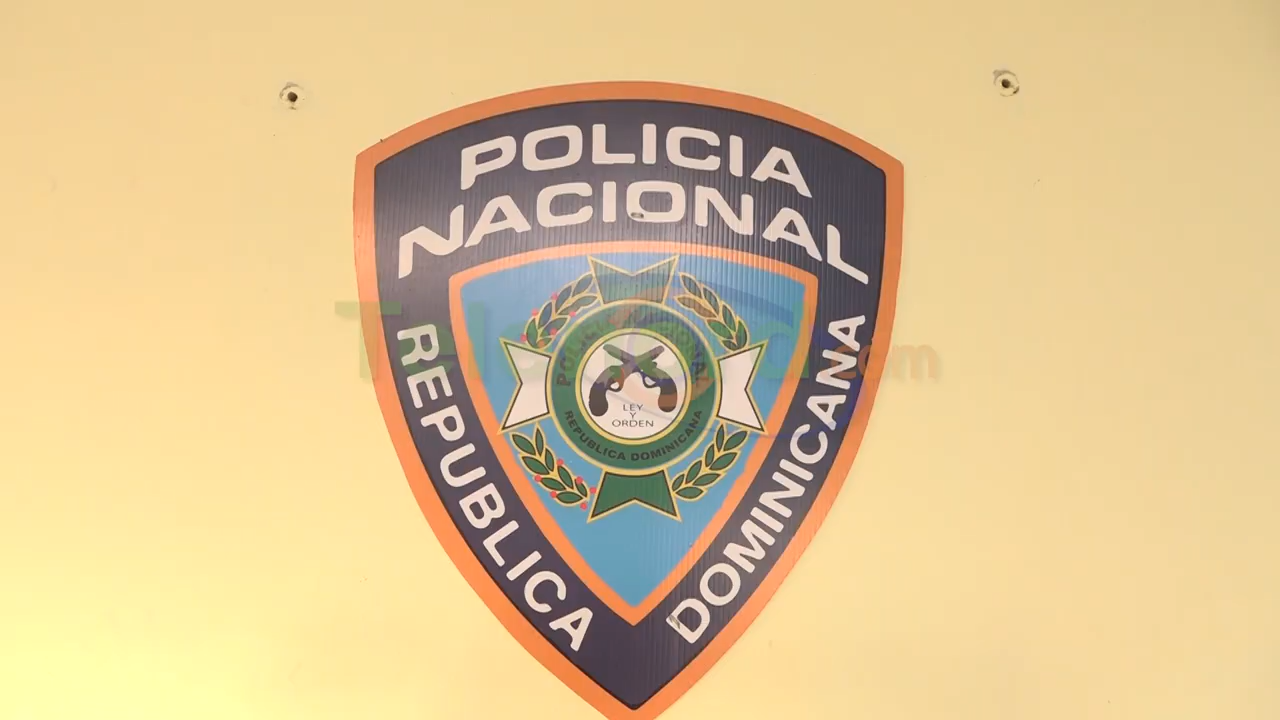 POLICIA
NACIONAL
REPUBLICA
DOMINICANA
LEY
Y
ORDEN
REPUBLICA DOMINICANA